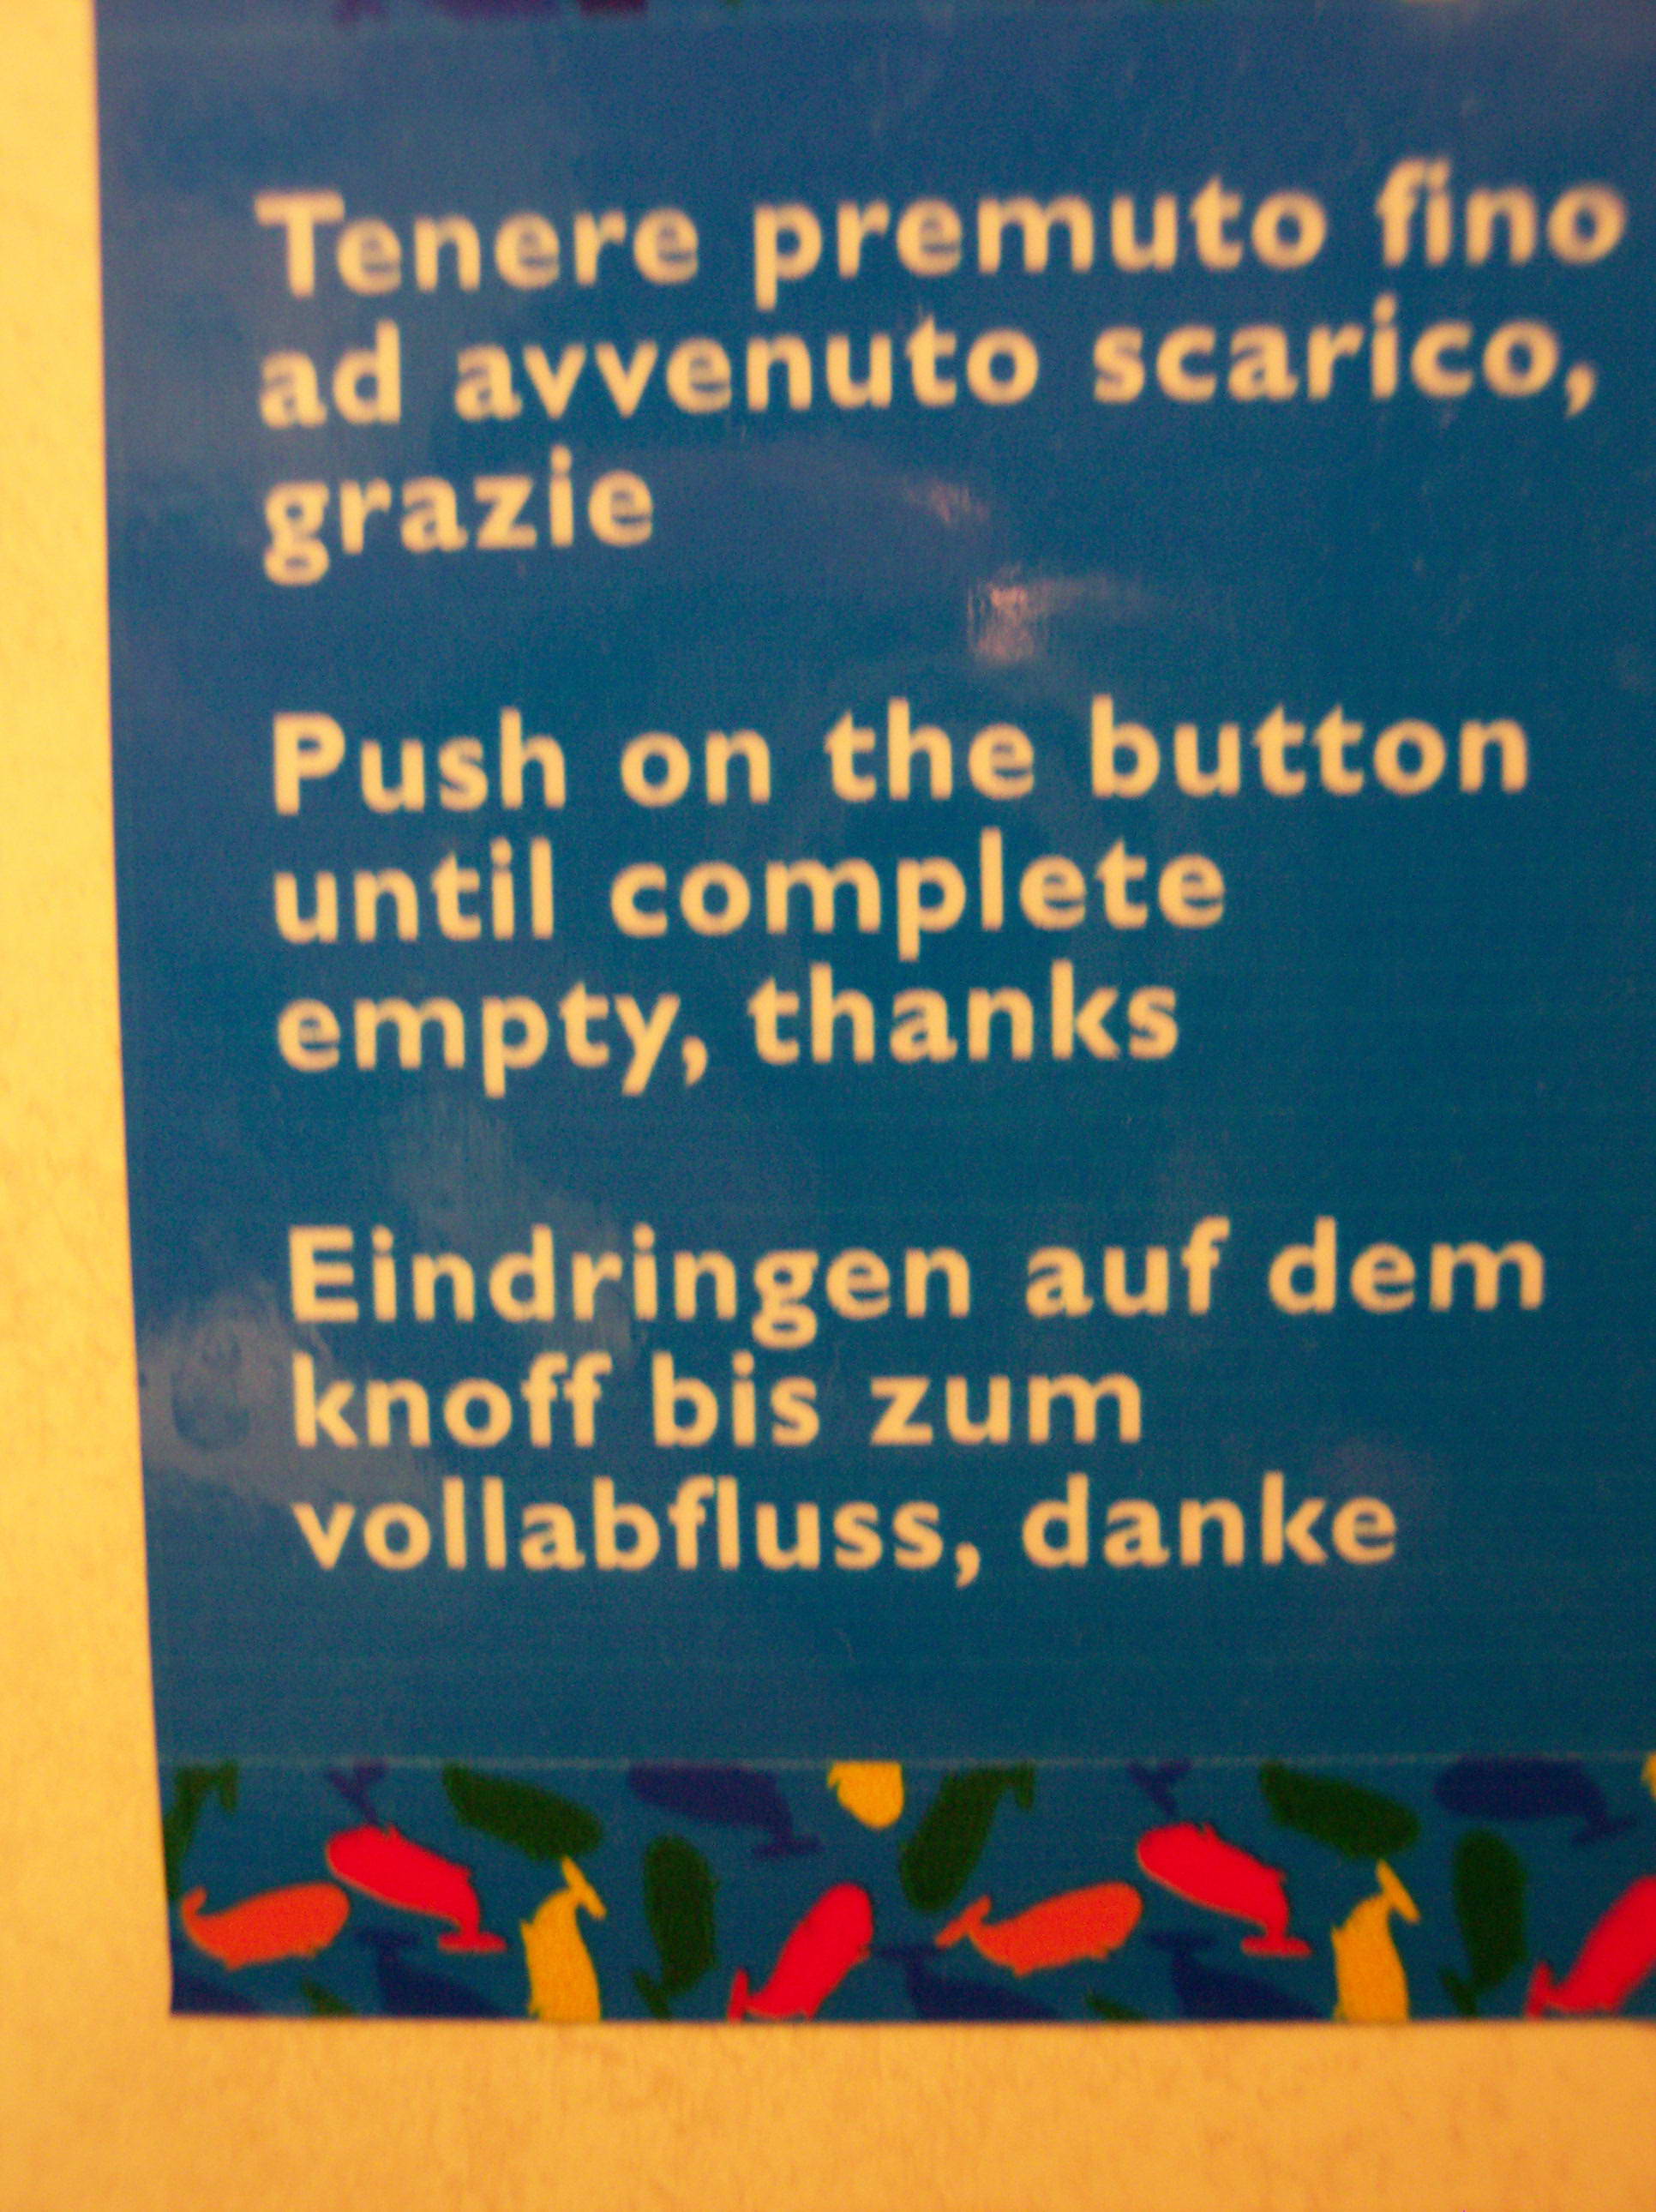 Tenere premuto fino
ad avvenuto scarico,
grazie
Push on the button
until complete
empty, thanks
Eindringen auf dem
knoff bis zum
vollabfluss, danke